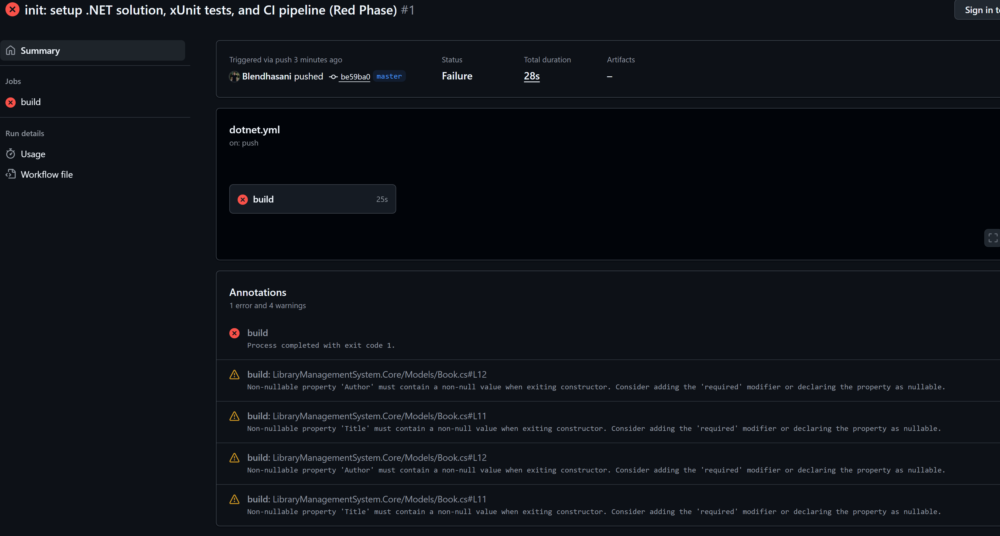 init: setup .NET solution, xUnit tests, and CI pipeline (Red Phase) #1
Sign in t
Summary
Jobs
build
Run details
Usage
Workflow file
Triggered via push 3 minutes ago
Blendhasani pushed be59ba0 master
Status
Failure
Total duration
28s
Artifacts
–
dotnet.yml
on: push
build 25s
Annotations
1 error and 4 warnings
build
Process completed with exit code 1.
build: LibraryManagementSystem.Core/Models/Book.cs#L12
Non-nullable property 'Author' must contain a non-null value when exiting constructor. Consider adding the 'required' modifier or declaring the property as nullable.
build: LibraryManagementSystem.Core/Models/Book.cs#L11
Non-nullable property 'Title' must contain a non-null value when exiting constructor. Consider adding the 'required' modifier or declaring the property as nullable.
build: LibraryManagementSystem.Core/Models/Book.cs#L12
Non-nullable property 'Author' must contain a non-null value when exiting constructor. Consider adding the 'required' modifier or declaring the property as nullable.
build: LibraryManagementSystem.Core/Models/Book.cs#L11
Non-nullable property 'Title' must contain a non-null value when exiting constructor. Consider adding the 'required' modifier or declaring the property as nullable.